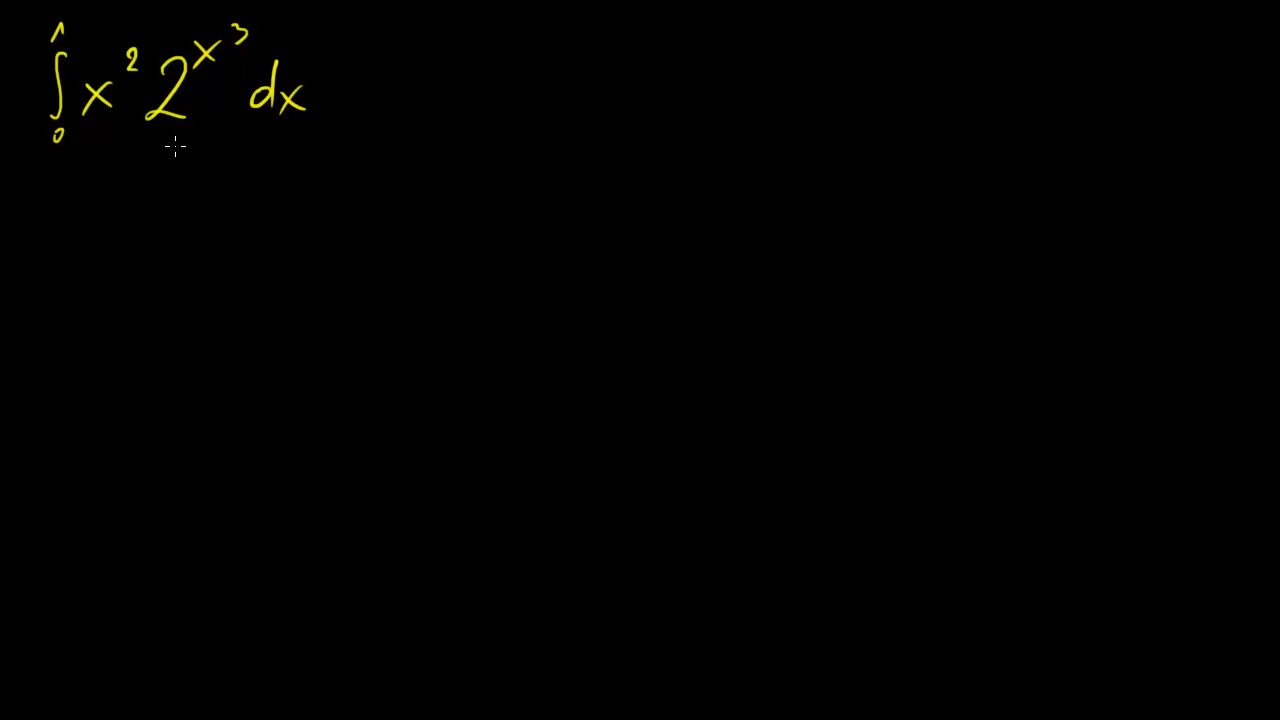 ∫₀¹ x² 2^{x³} dx